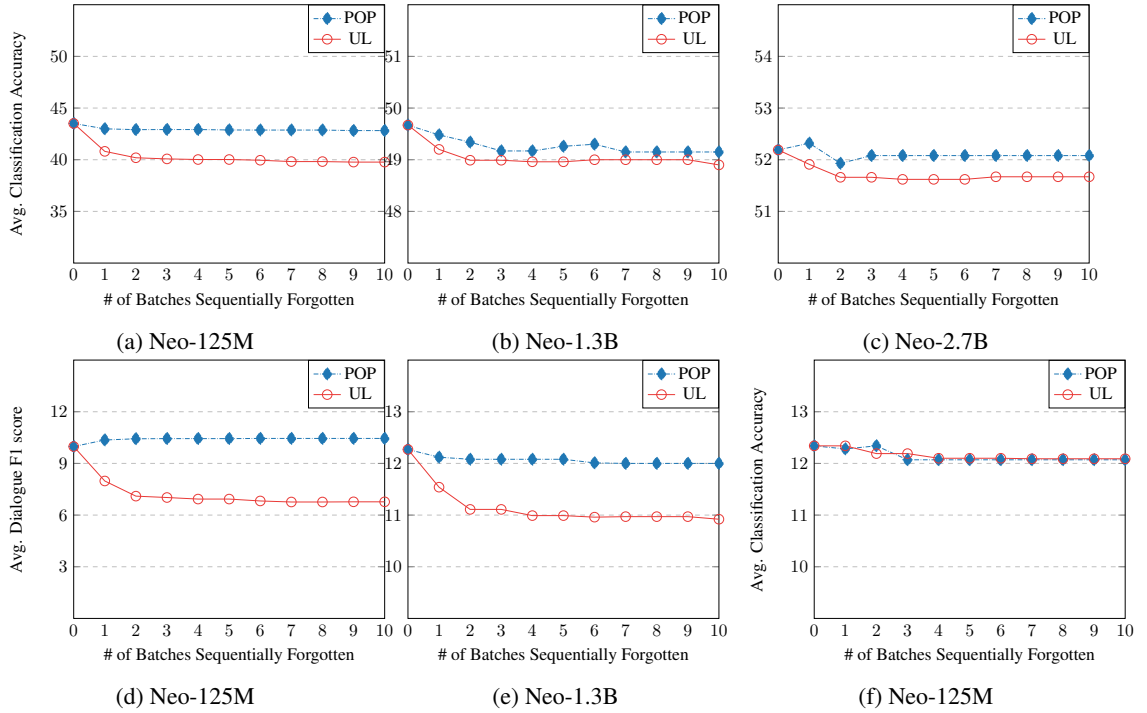 POP
UL
50
45
40
35
Avg. Classification Accuracy
0 1 2 3 4 5 6 7 8 9 10
# of Batches Sequentially Forgotten
(a) Neo-125M
POP
UL
51
50
49
48
0 1 2 3 4 5 6 7 8 9 10
# of Batches Sequentially Forgotten
(b) Neo-1.3B
POP
UL
54
53
52
51
0 1 2 3 4 5 6 7 8 9 10
# of Batches Sequentially Forgotten
(c) Neo-2.7B
POP
UL
12
9
6
3
Avg. Dialogue F1 score
0 1 2 3 4 5 6 7 8 9 10
# of Batches Sequentially Forgotten
(d) Neo-125M
POP
UL
13
12
11
10
0 1 2 3 4 5 6 7 8 9 10
# of Batches Sequentially Forgotten
(e) Neo-1.3B
POP
UL
13
12
11
10
Avg. Classification Accuracy
0 1 2 3 4 5 6 7 8 9 10
# of Batches Sequentially Forgotten
(f) Neo-125M